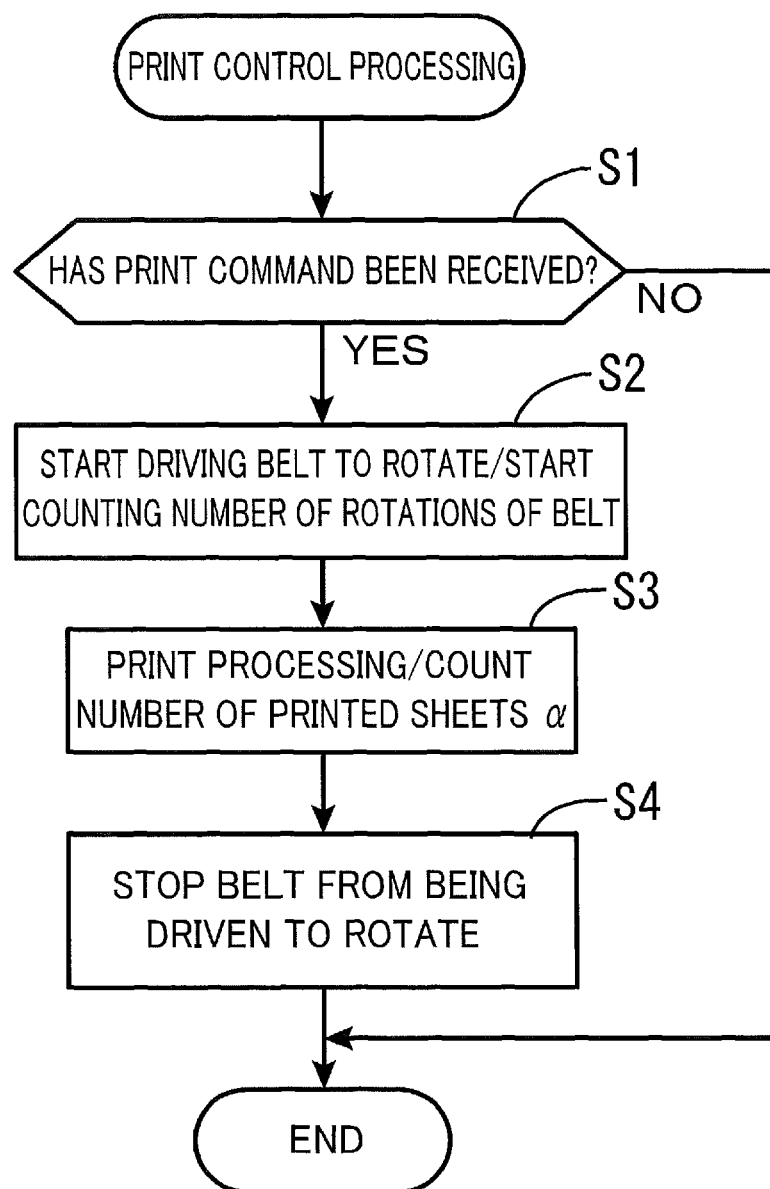 PRINT CONTROL PROCESSING
S1
HAS PRINT COMMAND BEEN RECEIVED?
NO
YES
S2
START DRIVING BELT TO ROTATE/START
COUNTING NUMBER OF ROTATIONS OF BELT
S3
PRINT PROCESSING/COUNT
NUMBER OF PRINTED SHEETS α
S4
STOP BELT FROM BEING
DRIVEN TO ROTATE
END